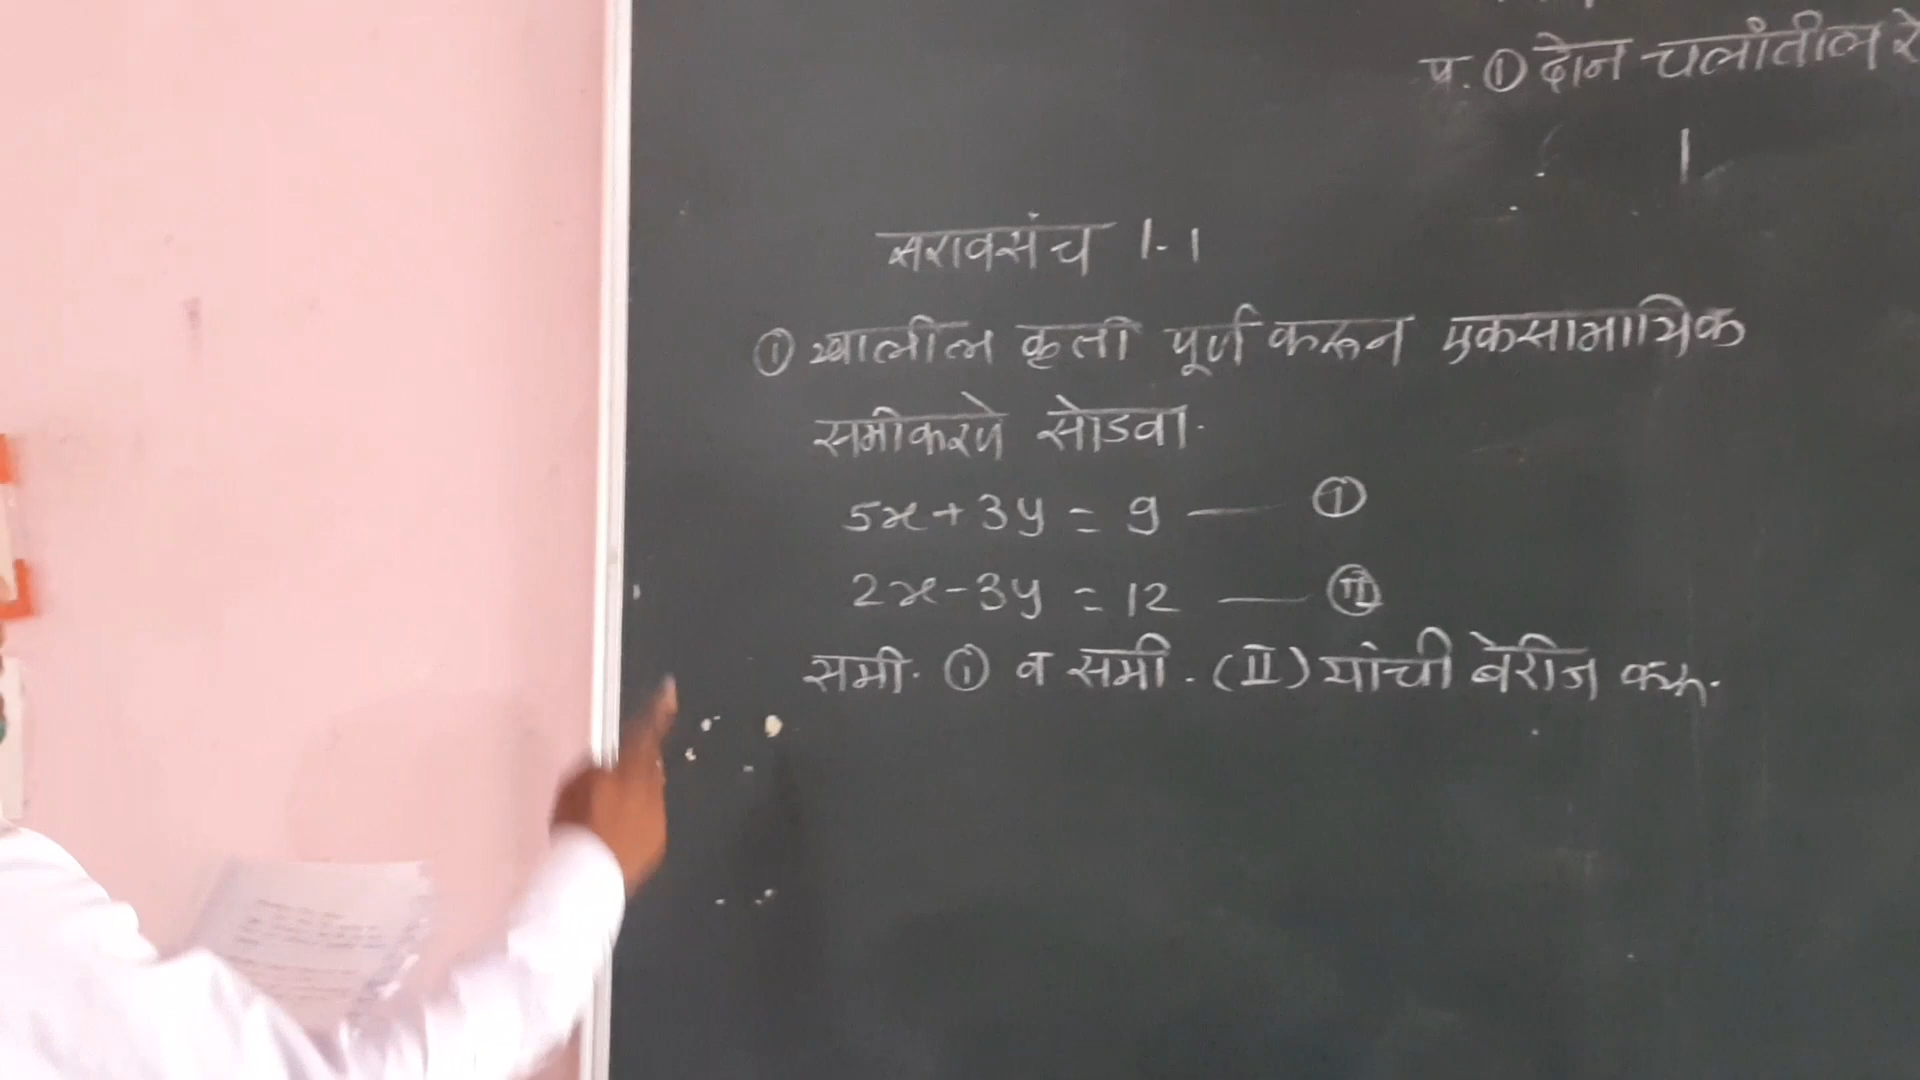 प्र. ① दोन चलांतील रे
सरावसंच 1.1
① खालील कृती पूर्ण करून एकसामायिक
समीकरणे सोडवा.
5x + 3y = 9 — ①
2x - 3y = 12 — Ⅱ
समी. ① व समी. (II) यांची बेरीज करू.